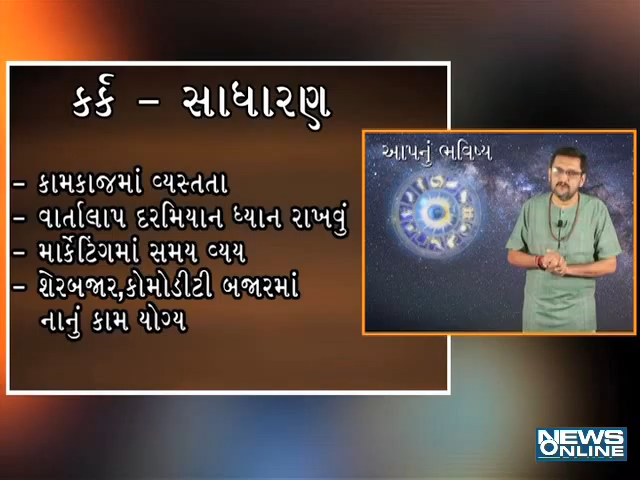 કર્ક – સાધારણ
– કામકાજમાં વ્યસ્તતા
– વાર્તાલાપ દરમિયાન ધ્યાન રાખવું
– માર્કેટિંગમાં સમય વ્યય
– શેરબજાર,કોમોડીટી બજારમાં
નાનું કામ યોગ્ય
આપનું ભવિષ્ય
NEWS
ONLINE